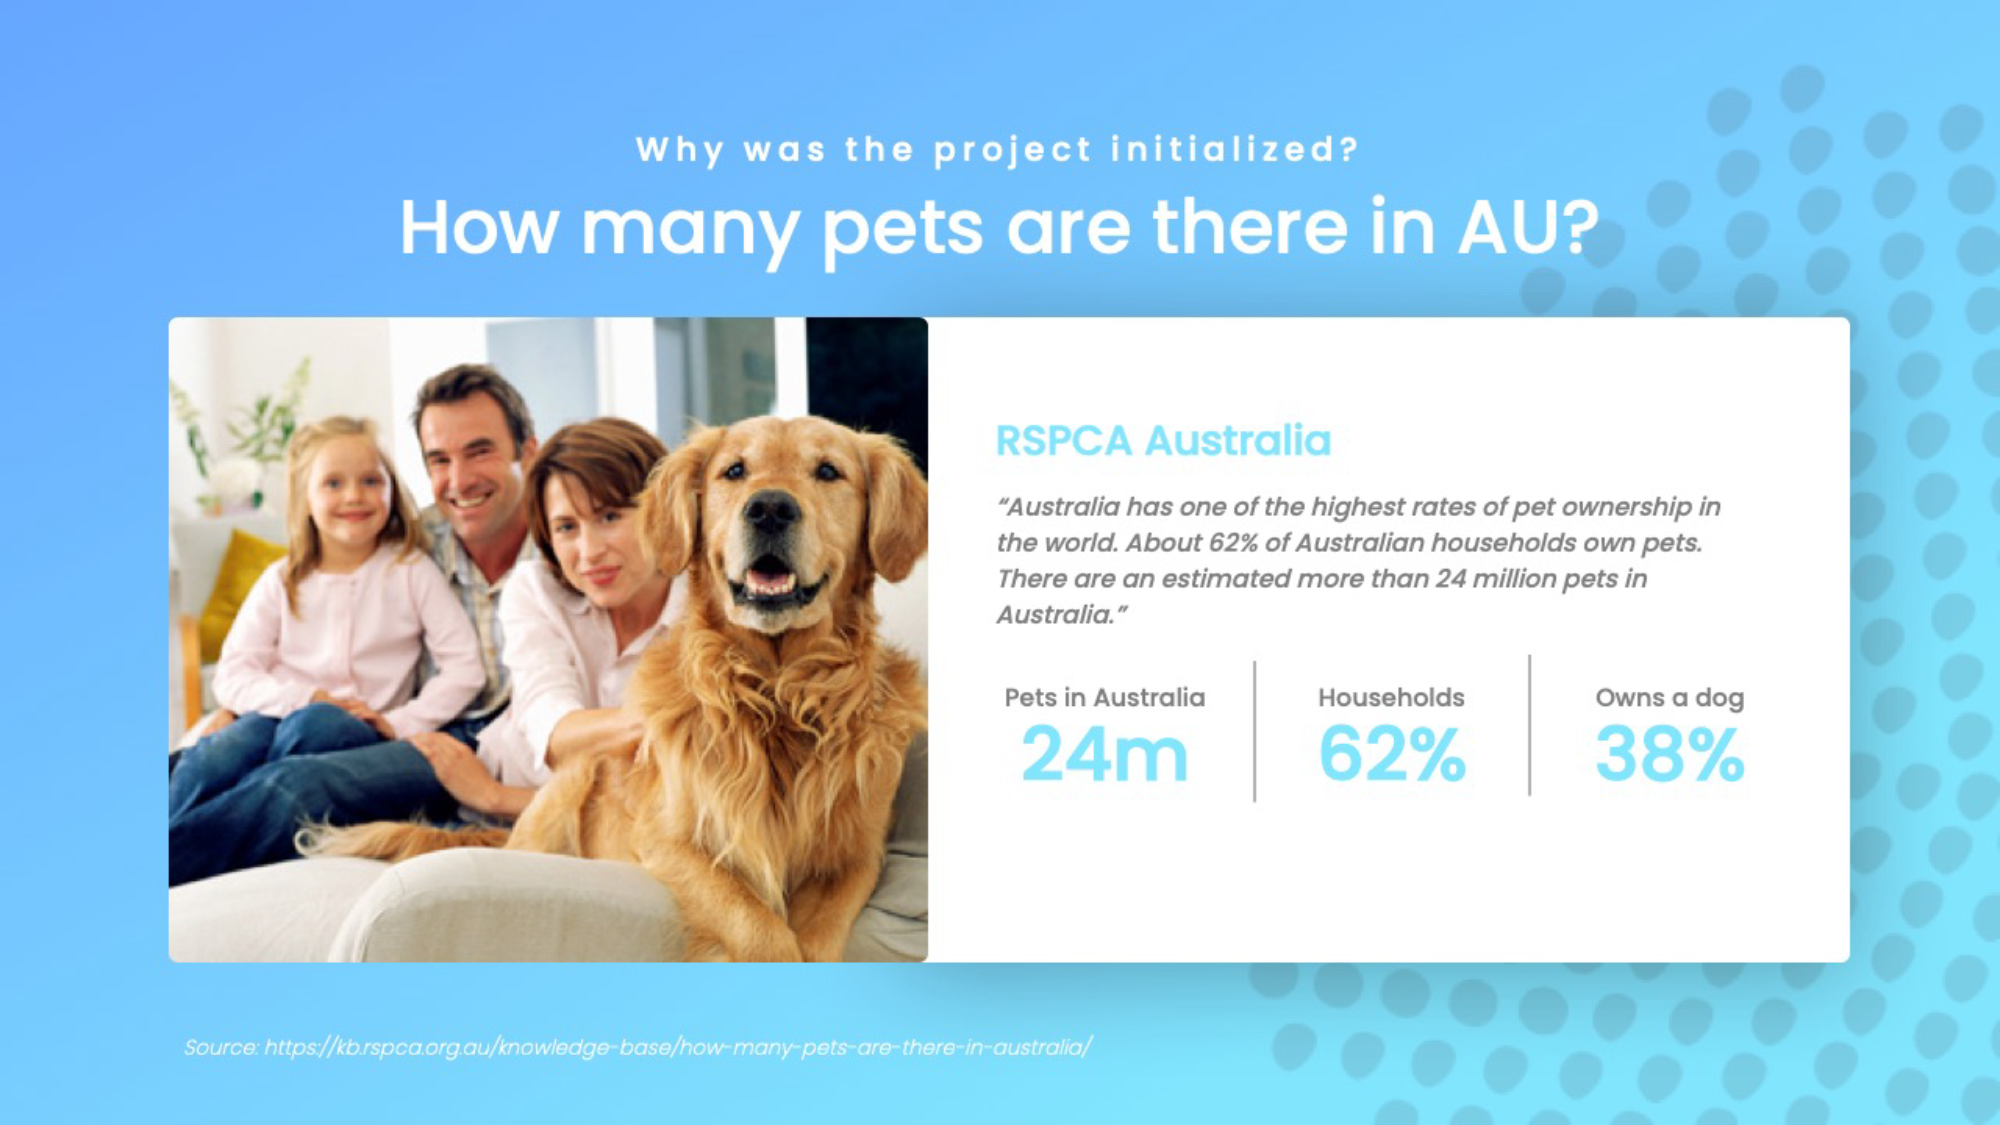 Why was the project initialized?
How many pets are there in AU?
RSPCA Australia
“Australia has one of the highest rates of pet ownership in
the world. About 62% of Australian households own pets.
There are an estimated more than 24 million pets in
Australia.”
Pets in Australia
24m
Households
62%
Owns a dog
38%
Source: https://kb.rspca.org.au/knowledge-base/how-many-pets-are-there-in-australia/